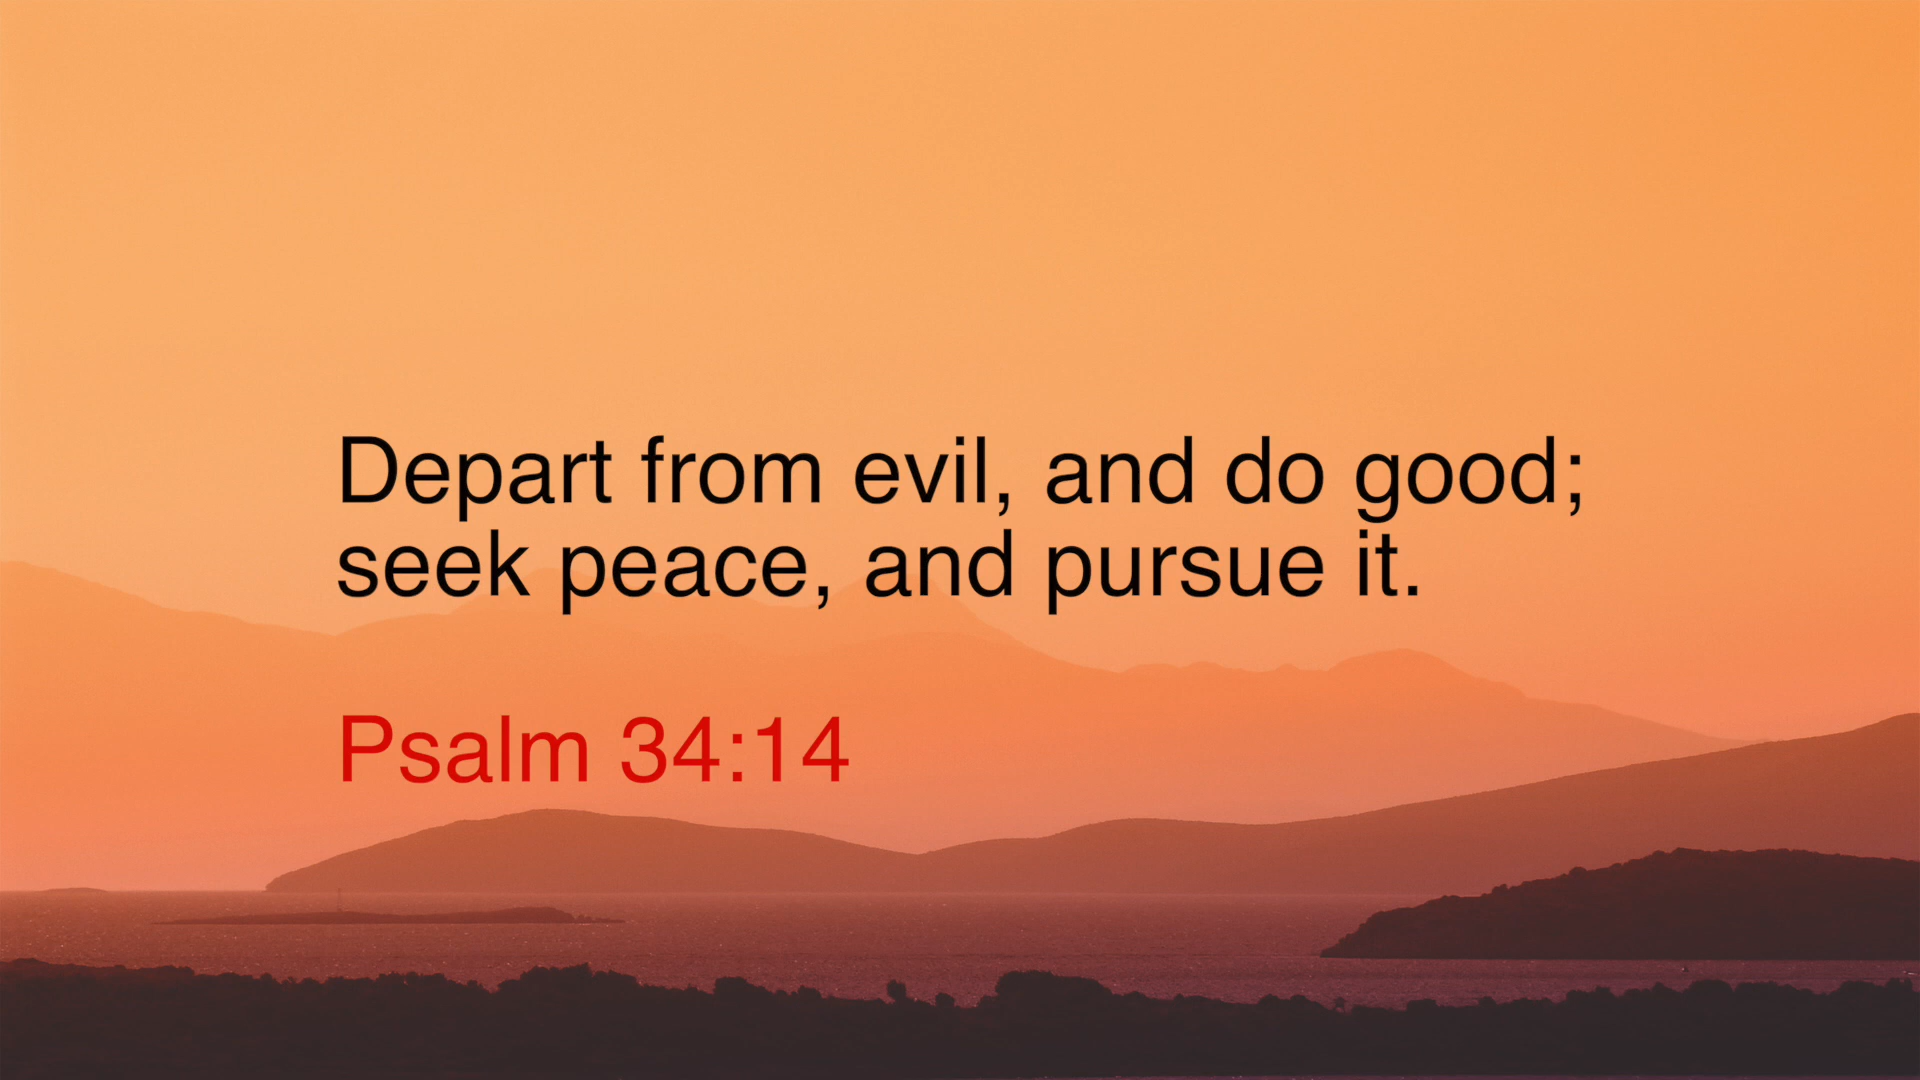 Depart from evil, and do good;
seek peace, and pursue it.
Psalm 34:14